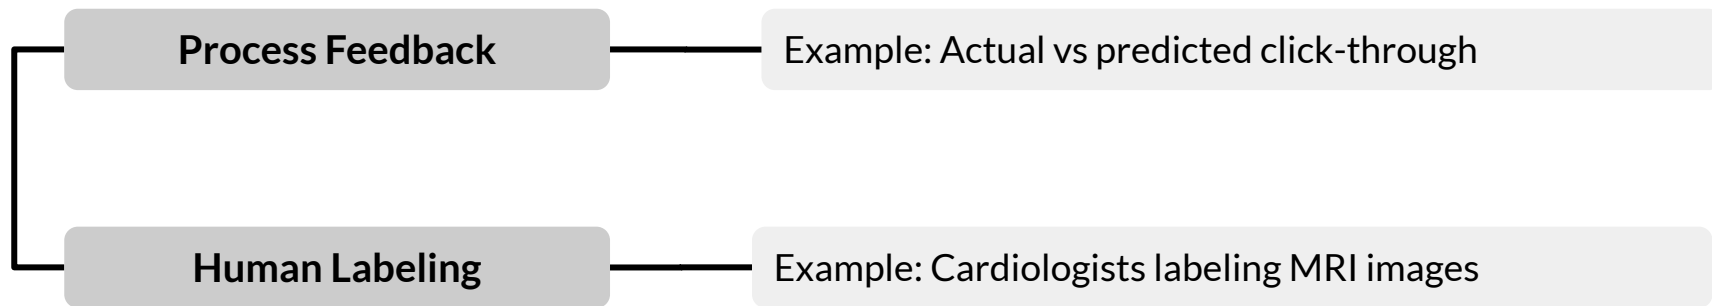 Process Feedback
Example: Actual vs predicted click-through
Human Labeling
Example: Cardiologists labeling MRI images